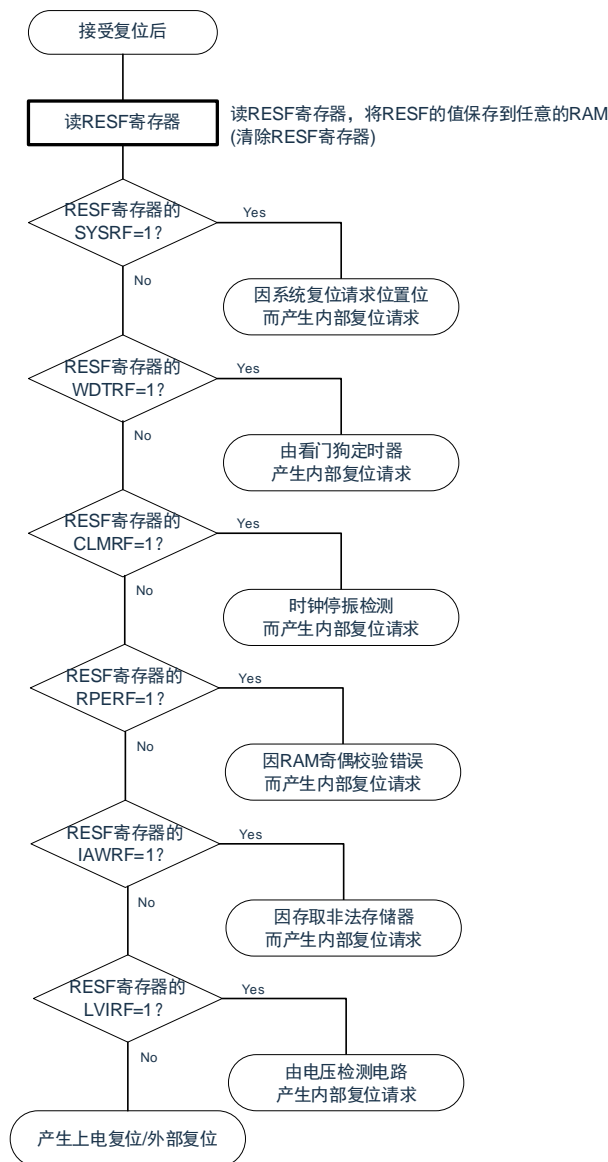 接受复位后
读RESF寄存器
读RESF寄存器，将RESF的值保存到任意的RAM
(清除RESF寄存器)
RESF寄存器的
SYSRF=1?
Yes
No
因系统复位请求位置位
而产生内部复位请求
RESF寄存器的
WDTRF=1?
Yes
No
由看门狗定时器
产生内部复位请求
RESF寄存器的
CLMRF=1?
Yes
No
时钟停振检测
而产生内部复位请求
RESF寄存器的
RPERF=1?
Yes
No
因RAM奇偶校验错误
而产生内部复位请求
RESF寄存器的
IAWRF=1?
Yes
No
因存取非法存储器
而产生内部复位请求
RESF寄存器的
LVIRF=1?
Yes
No
由电压检测电路
产生内部复位请求
产生上电复位/外部复位